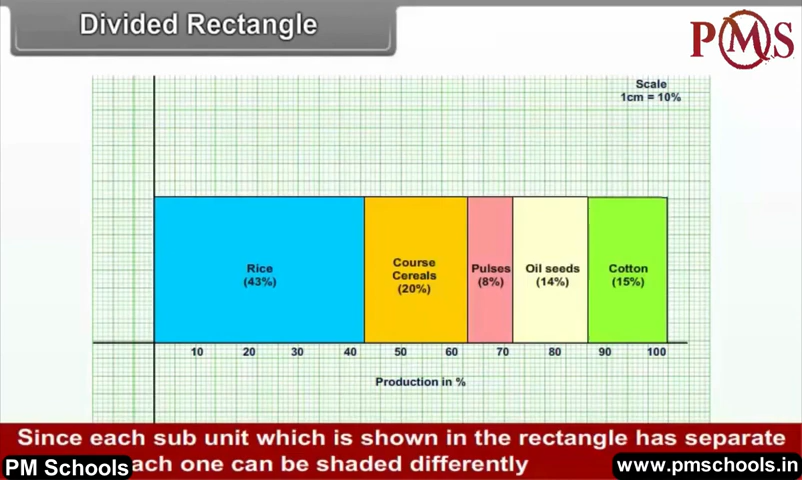 Divided Rectangle
PMS
Scale
1cm = 10%
Rice
(43%)
Course
Cereals
(20%)
Pulses
(8%)
Oil seeds
(14%)
Cotton
(15%)
10 20 30 40 50 60 70 80 90 100
Production in %
Since each sub unit which is shown in the rectangle has separate
PM Schools
ach one can be shaded differently
www.pmschools.in